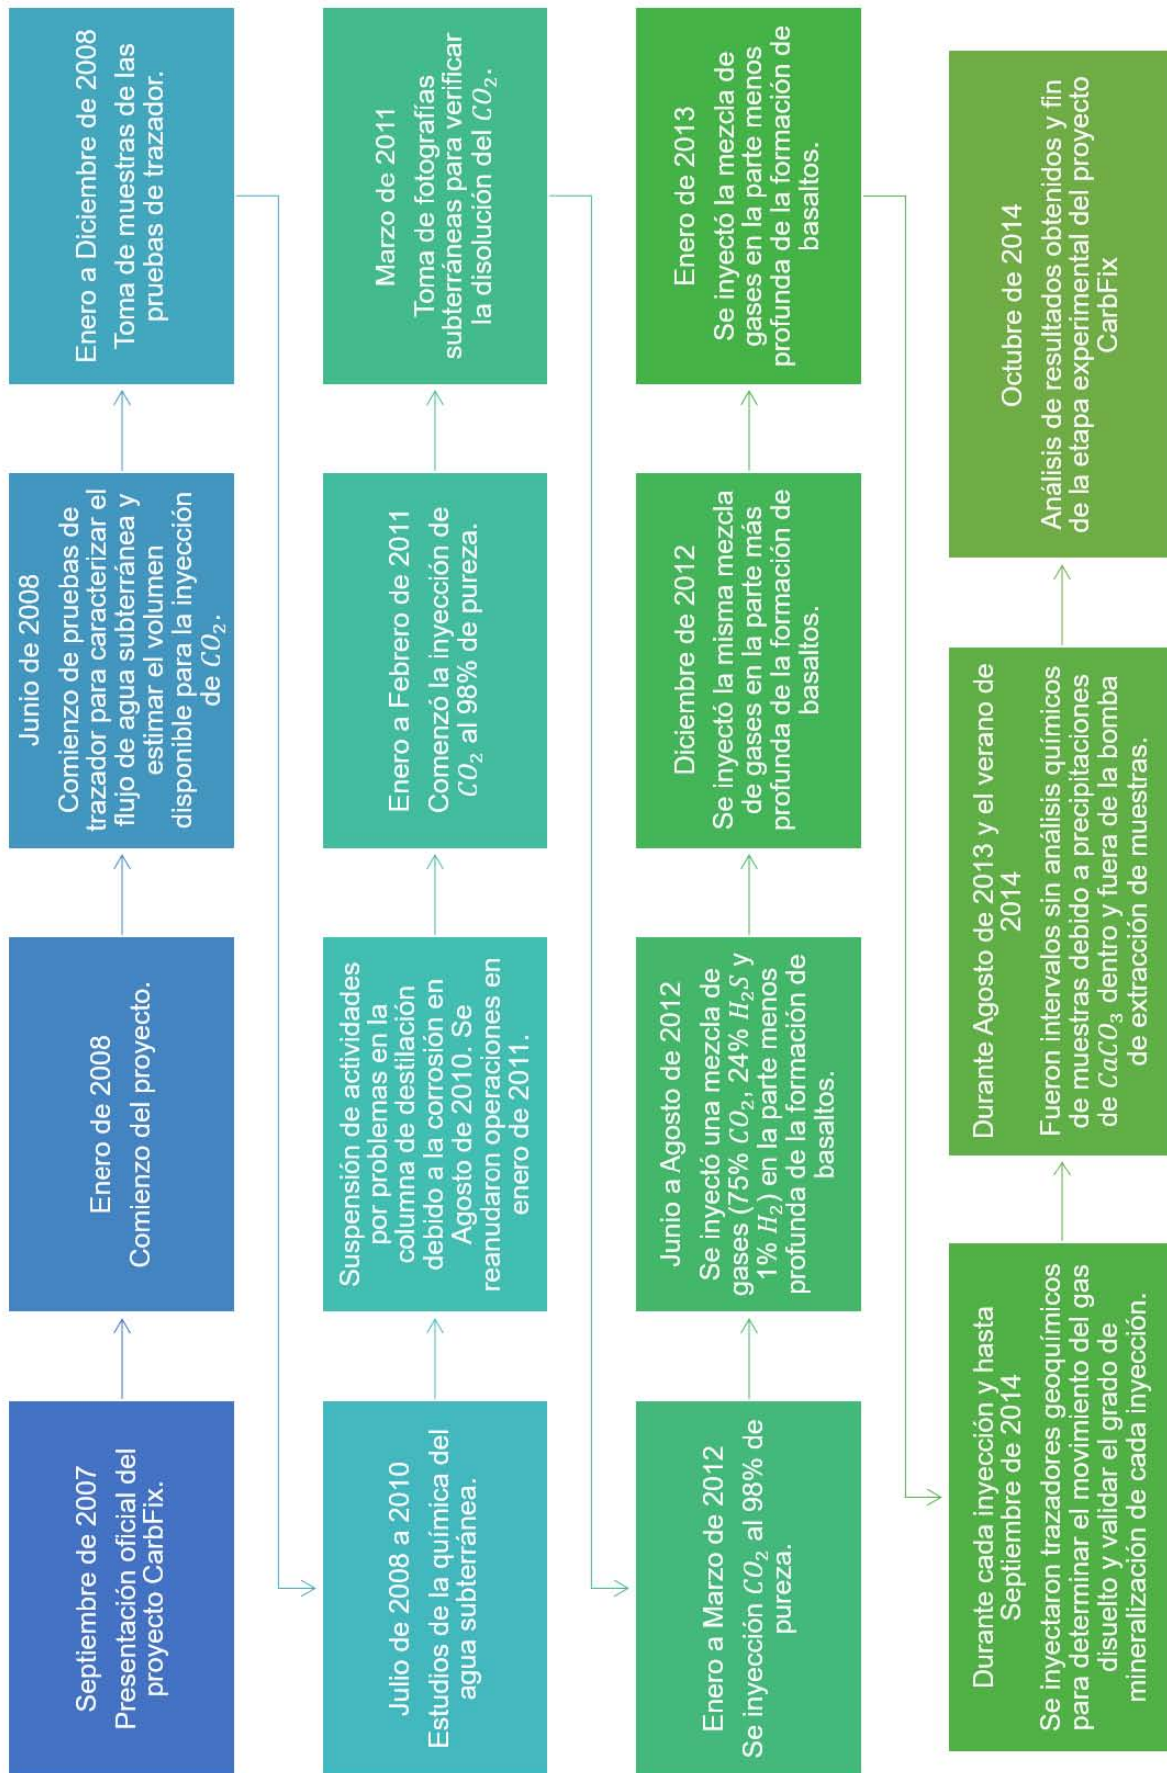 Septiembre de 2007
Presentación oficial del
proyecto CarbFix.
Enero de 2008
Comienzo del proyecto.
Junio de 2008
Comienzo de pruebas de
trazador para caracterizar el
flujo de agua subterránea y
estimar el volumen
disponible para la inyección
de CO₂.
Enero a Diciembre de 2008
Toma de muestras de las
pruebas de trazador.
Julio de 2008 a 2010
Estudios de la química del
agua subterránea.
Suspensión de actividades
por problemas en la
columna de destilación
debido a la corrosión en
Agosto de 2010. Se
reanudaron operaciones en
enero de 2011.
Enero a Febrero de 2011
Comenzó la inyección de
CO₂ al 98% de pureza.
Marzo de 2011
Toma de fotografías
subterráneas para verificar
la disolución del CO₂.
Enero a Marzo de 2012
Se inyección CO₂ al 98% de
pureza.
Junio a Agosto de 2012
Se inyectó una mezcla de
gases (75% CO₂, 24% H₂S y
1% H₂) en la parte menos
profunda de la formación de
basaltos.
Diciembre de 2012
Se inyectó la misma mezcla
de gases en la parte más
profunda de la formación de
basaltos.
Enero de 2013
Se inyectó la mezcla de
gases en la parte menos
profunda de la formación de
basaltos.
Durante cada inyección y hasta
Septiembre de 2014
Se inyectaron trazadores geoquímicos
para determinar el movimiento del gas
disuelto y validar el grado de
mineralización de cada inyección.
Durante Agosto de 2013 y el verano de
2014
Fueron intervalos sin análisis químicos
de muestras debido a precipitaciones
de CaCO₃ dentro y fuera de la bomba
de extracción de muestras.
Octubre de 2014
Análisis de resultados obtenidos y fin
de la etapa experimental del proyecto
CarbFix